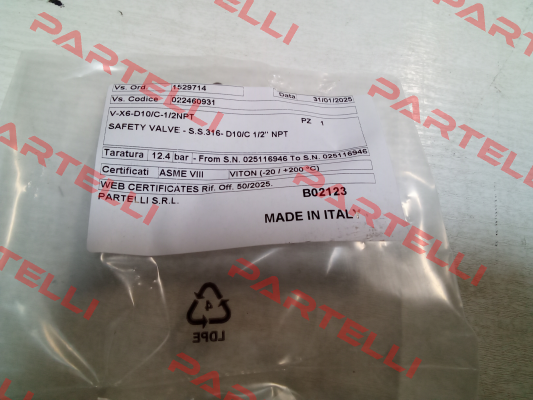 Vs. Ord. 1529714 Data 31/01/2025
Vs. Codice 022460931
V-X6-D10/C-1/2NPT PZ 1
SAFETY VALVE - S.S.316- D10/C 1/2" NPT
Taratura 12.4 bar - From S.N. 025116946 To S.N. 025116946
Certificati ASME VIII VITON (-20 / +200 °C)
WEB CERTIFICATES Rif. Off. 50/2025.
PARTELLI S.R.L. B02123
MADE IN ITALY
4
LDPE
PARTELLI
PARTELLI
PARTELLI
PARTELLI
PARTELLI
PARTELLI